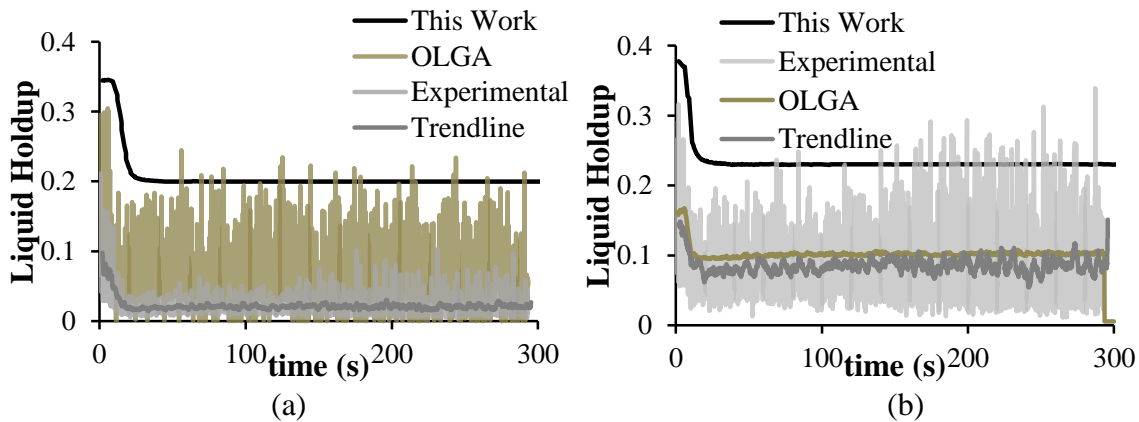 This Work
OLGA
Experimental
Trendline
Liquid Holdup
0.4
0.3
0.2
0.1
0
0
100
200
300
time (s)
(a)
This Work
Experimental
OLGA
Trendline
Liquid Holdup
0.4
0.3
0.2
0.1
0
0
100
200
300
time (s)
(b)